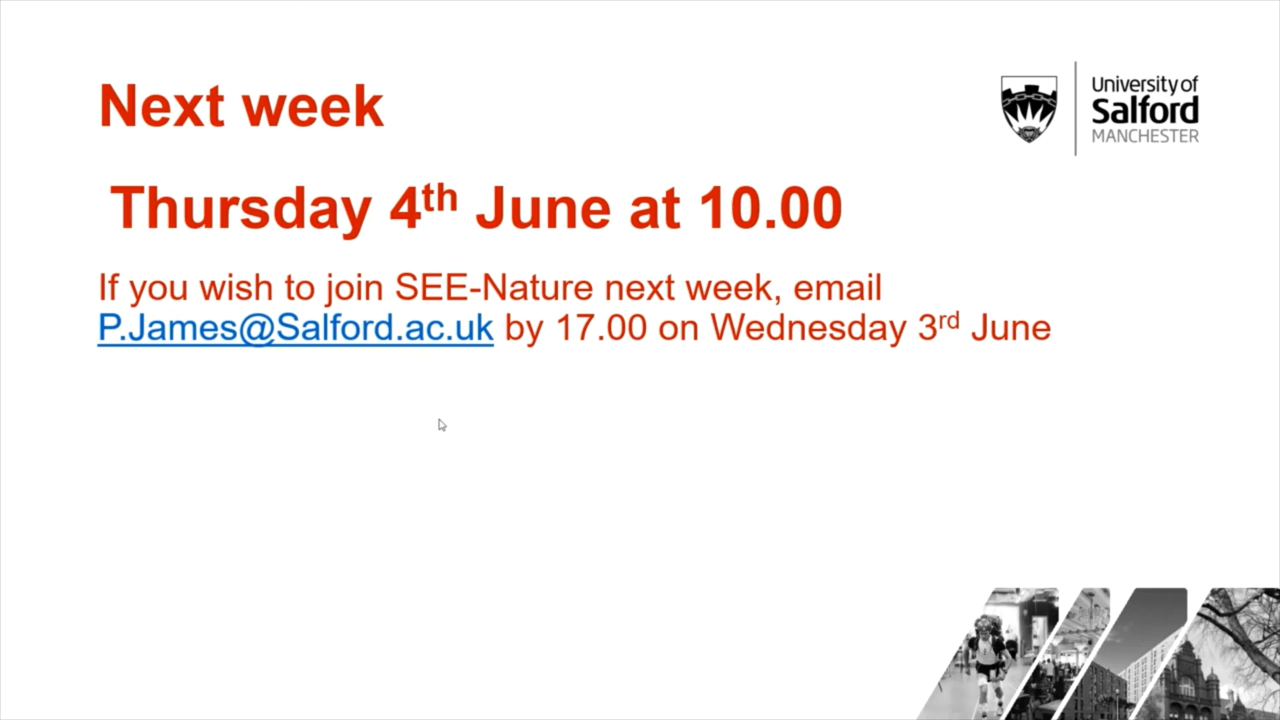 Next week
University of
Salford
MANCHESTER
Thursday 4th June at 10.00
If you wish to join SEE-Nature next week, email
P.James@Salford.ac.uk by 17.00 on Wednesday 3rd June